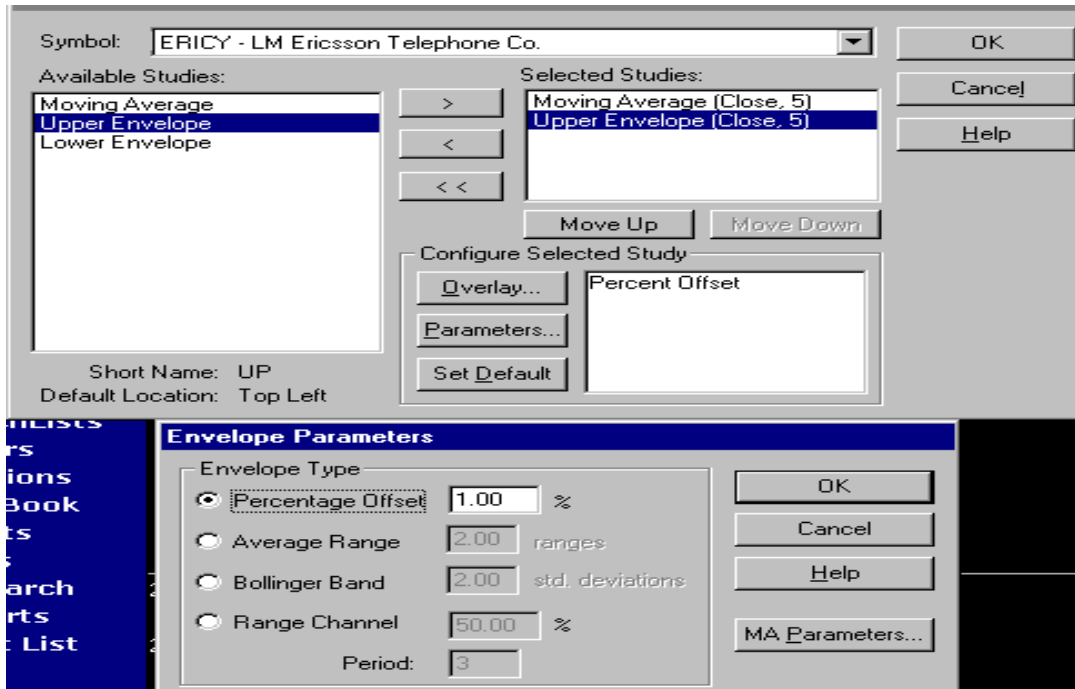 Symbol: ERICY - LM Ericsson Telephone Co.
OK
Cancel
Help
Available Studies:
Moving Average
Upper Envelope
Lower Envelope
>
<
< <
Selected Studies:
Moving Average (Close, 5)
Upper Envelope (Close, 5)
Move Up
Move Down
Configure Selected Study
Overlay...
Parameters...
Set Default
Percent Offset
Short Name: UP
Default Location: Top Left
rs
ions
Book
ts
arch
rts
List
Envelope Parameters
Envelope Type
Percentage Offset 1.00 %
Average Range 2.00 ranges
Bollinger Band 2.00 std. deviations
Range Channel 50.00 %
Period: 3
OK
Cancel
Help
MA Parameters...